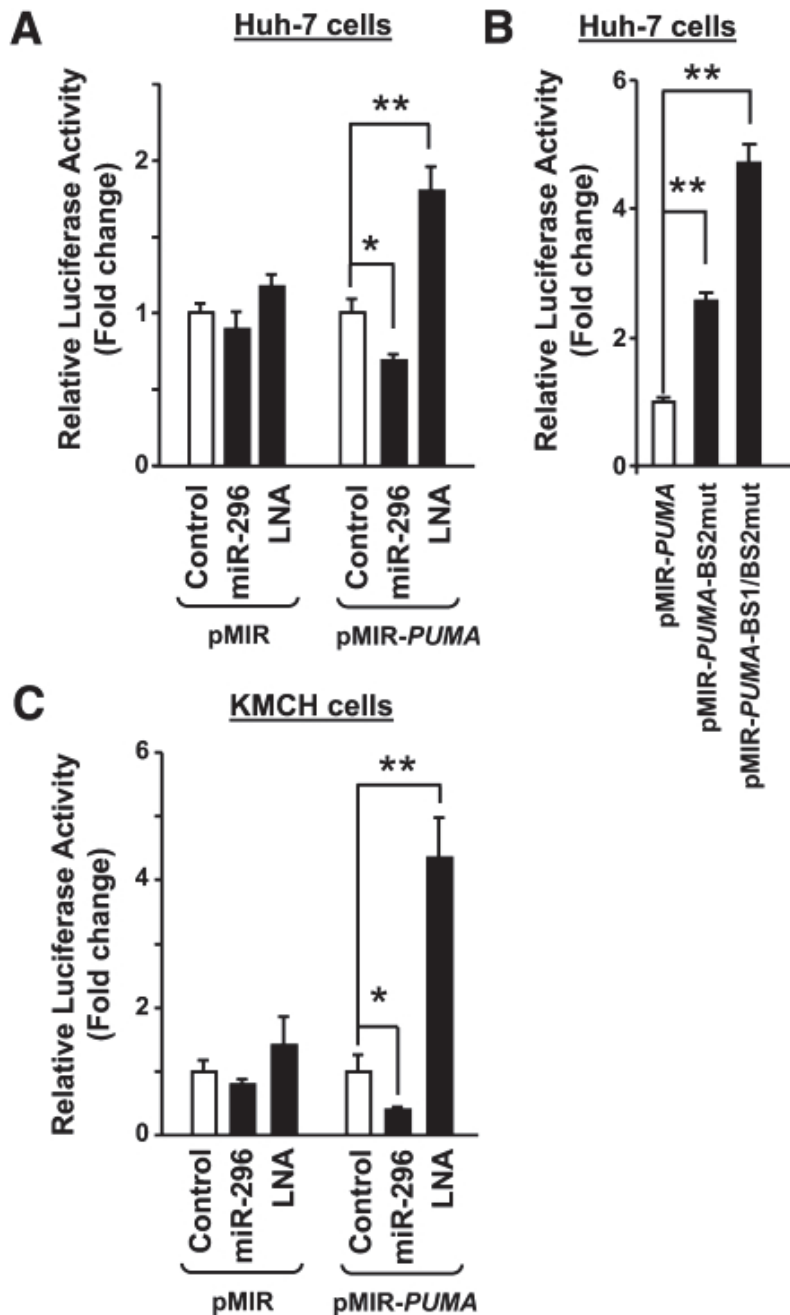 A
Huh-7 cells
Relative Luciferase Activity
(Fold change)
2
1
0
*
**
Control
miR-296
LNA
Control
miR-296
LNA
pMIR
pMIR-PUMA
B
Huh-7 cells
Relative Luciferase Activity
(Fold change)
6
4
2
0
**
**
pMIR-PUMA
pMIR-PUMA-BS2mut
pMIR-PUMA-BS1/BS2mut
C
KMCH cells
Relative Luciferase Activity
(Fold change)
6
4
2
0
*
**
Control
miR-296
LNA
Control
miR-296
LNA
pMIR
pMIR-PUMA